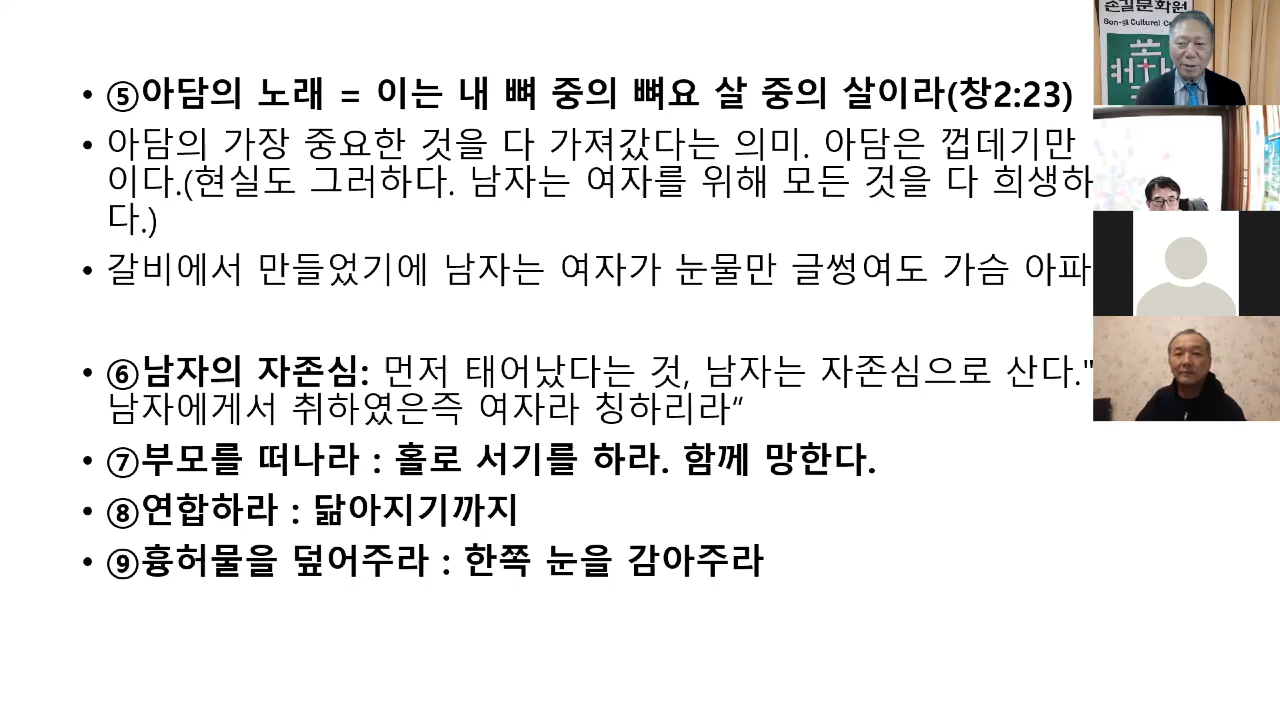 손길문화원
Son-gil Cultural
• ⑤아담의 노래 = 이는 내 뼈 중의 뼈요 살 중의 살이라(창2:23)
• 아담의 가장 중요한 것을 다 가져갔다는 의미. 아담은 껍데기만
이다.(현실도 그러하다. 남자는 여자를 위해 모든 것을 다 희생하
다.)
• 갈비에서 만들었기에 남자는 여자가 눈물만 글썽여도 가슴 아파
• ⑥남자의 자존심: 먼저 태어났다는 것, 남자는 자존심으로 산다."
남자에게서 취하였은즉 여자라 칭하리라“
• ⑦부모를 떠나라 : 홀로 서기를 하라. 함께 망한다.
• ⑧연합하라 : 닮아지기까지
• ⑨흉허물을 덮어주라 : 한쪽 눈을 감아주라